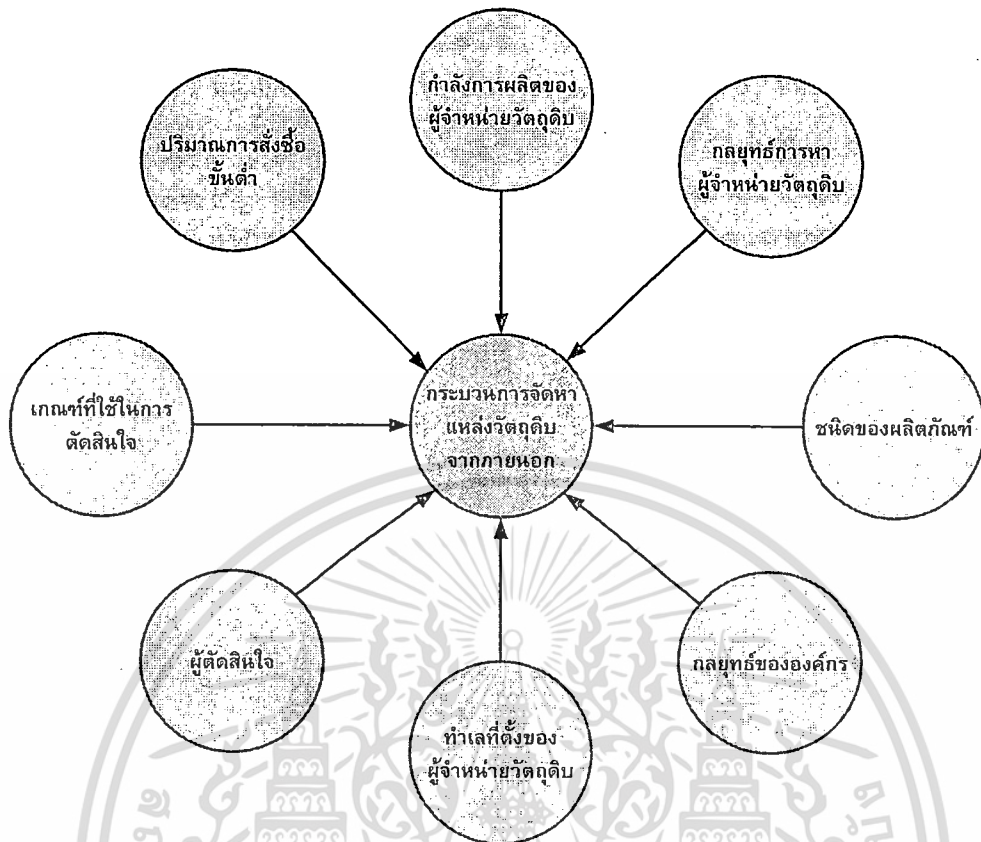 กำลังการผลิตของ
ผู้จำหน่ายวัตถุดิบ
ปริมาณการสั่งซื้อ
ขั้นต่ำ
กลยุทธ์การหา
ผู้จำหน่ายวัตถุดิบ
เกณฑ์ที่ใช้ในการ
ตัดสินใจ
กระบวนการจัดหา
แหล่งวัตถุดิบ
จากภายนอก
ชนิดของผลิตภัณฑ์
ผู้ตัดสินใจ
กลยุทธ์ขององค์กร
ทำเลที่ตั้งของ
ผู้จำหน่ายวัตถุดิบ